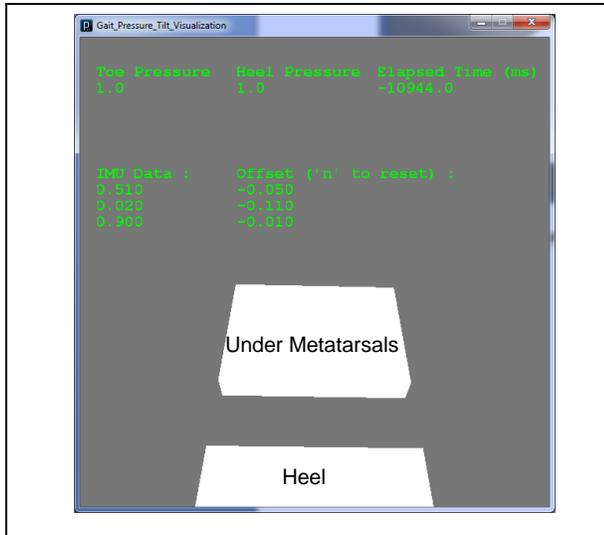 Gait_Pressure_Tilt_Visualization
Toe Pressure Heel Pressure Elapsed Time (ms)
1.0 1.0 -10944.0
IMU Data : Offset ('n' to reset) :
0.510 -0.050
0.020 -0.110
0.900 -0.010
Under Metatarsals
Heel